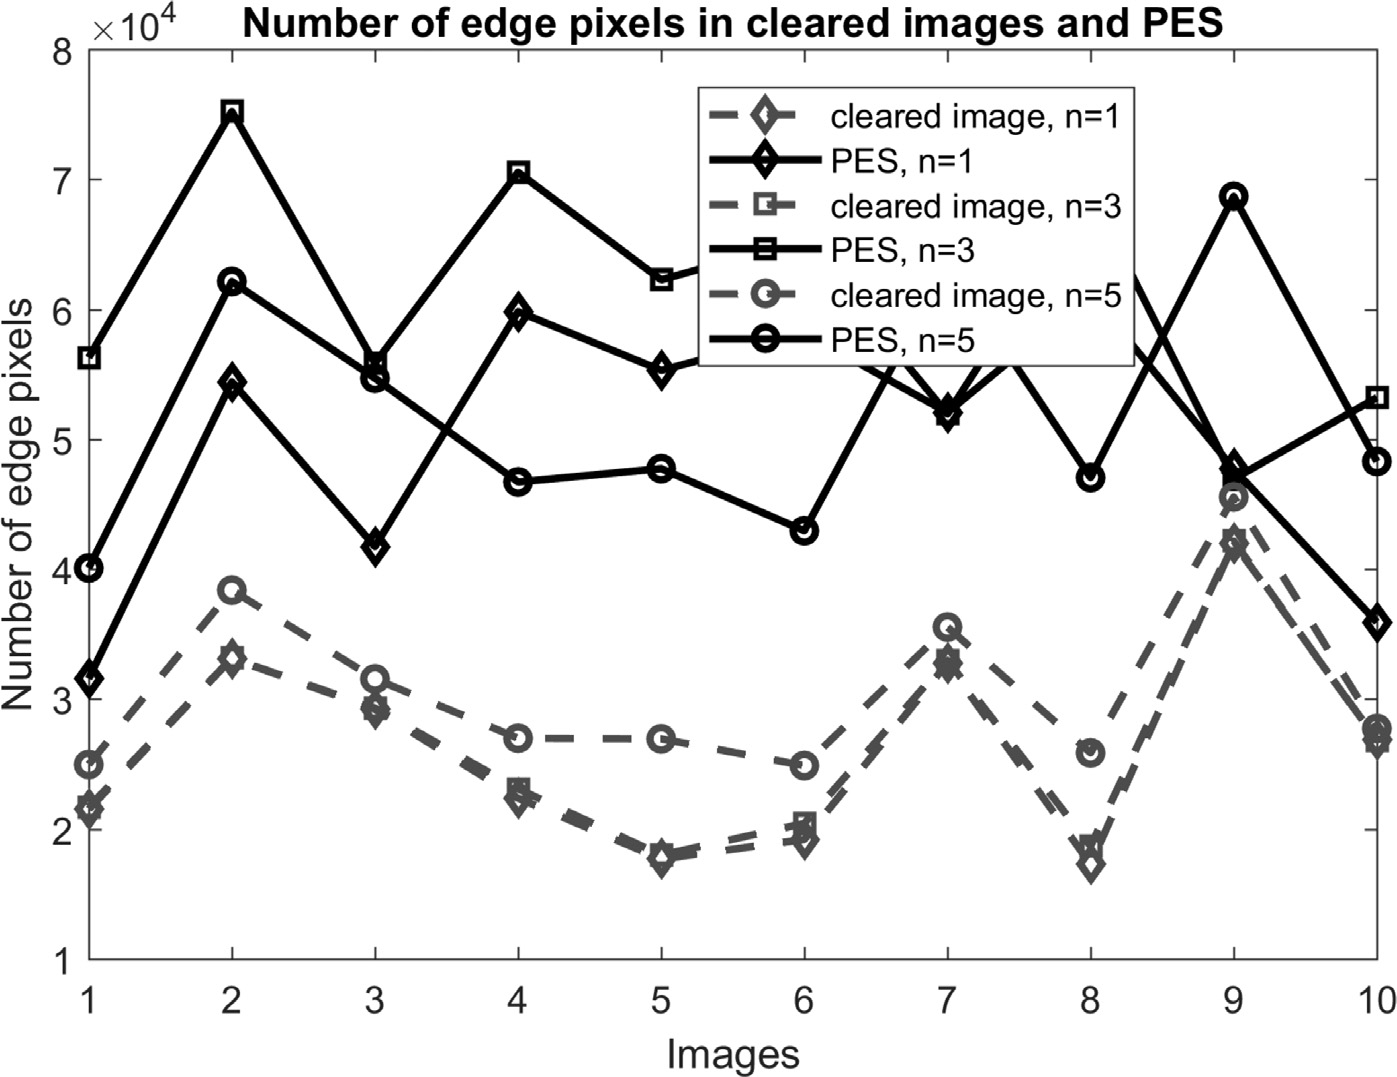 ×10⁴
Number of edge pixels in cleared images and PES
8
7
6
5
4
3
2
1
Number of edge pixels
cleared image, n=1
PES, n=1
cleared image, n=3
PES, n=3
cleared image, n=5
PES, n=5
1 2 3 4 5 6 7 8 9 10
Images